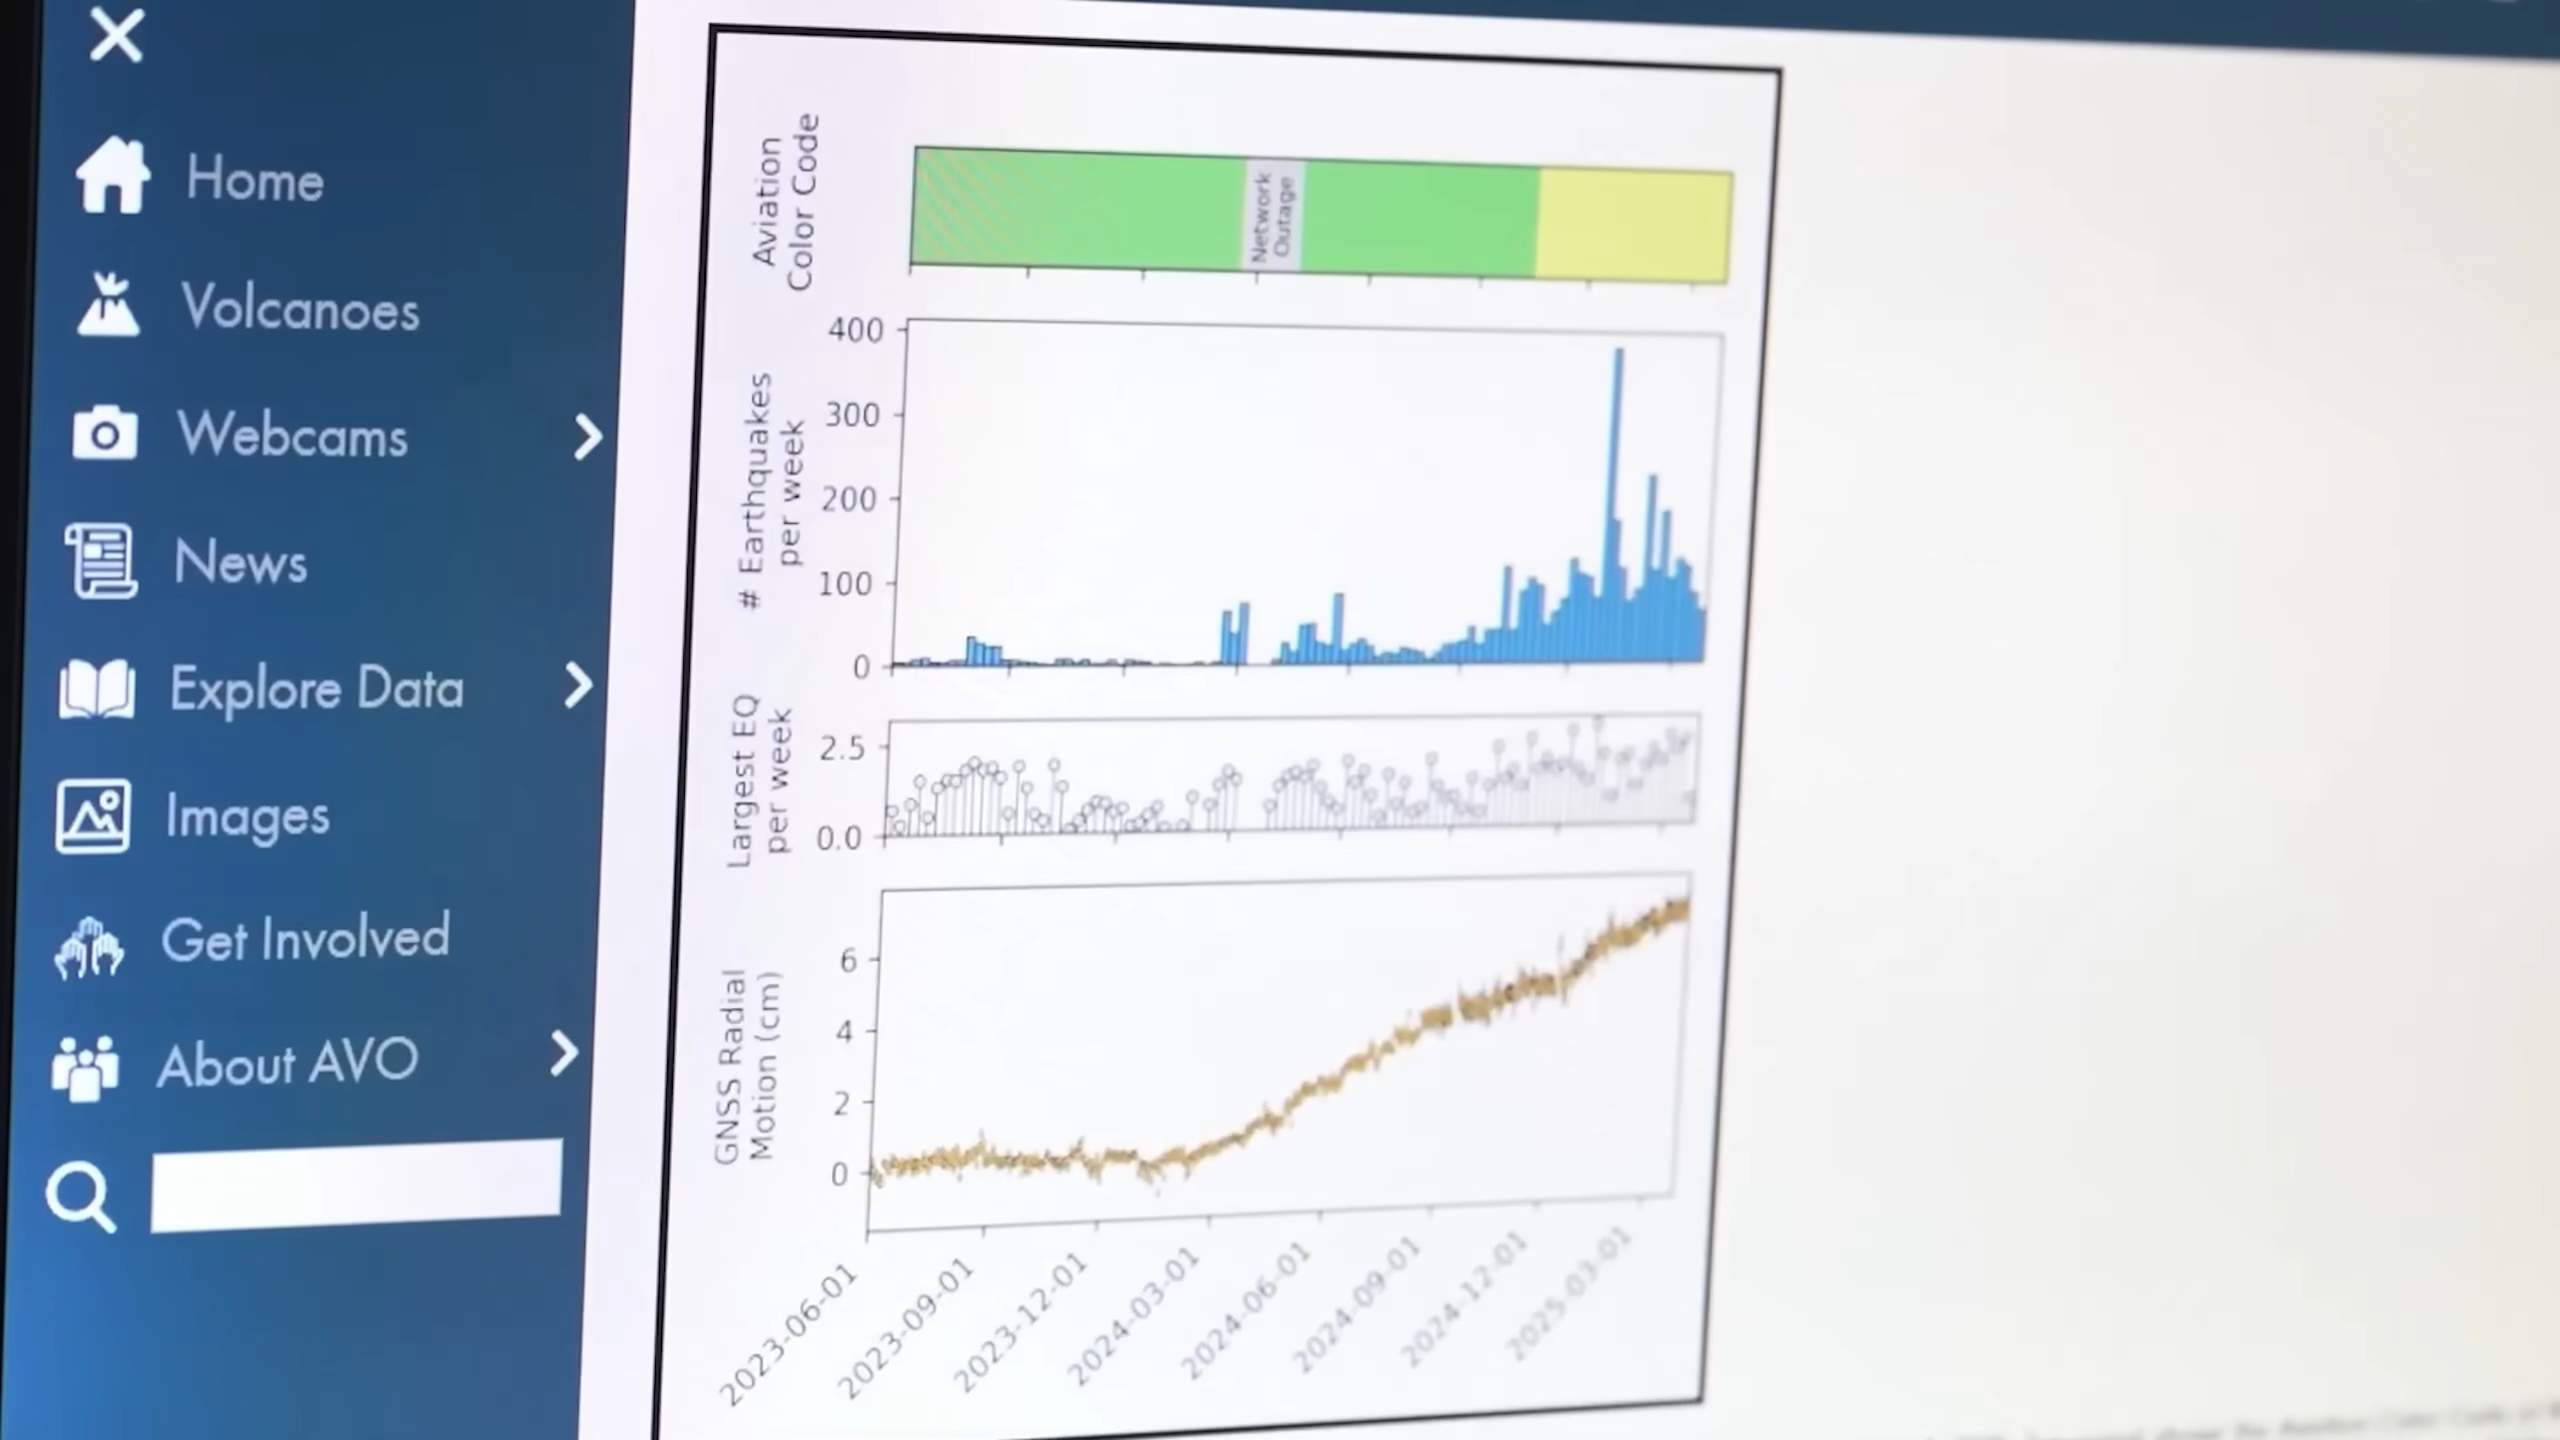 Home
Volcanoes
Webcams
News
Explore Data
Images
Get Involved
About AVO
Aviation
Color Code
Network
Outage
# Earthquakes
per week
400
300
200
100
0
Largest EQ
per week
2.5
0.0
GNSS Radial
Motion (cm)
6
4
2
0
2023-06-01
2023-09-01
2023-12-01
2024-03-01
2024-06-01
2024-09-01
2024-12-01
2025-03-01